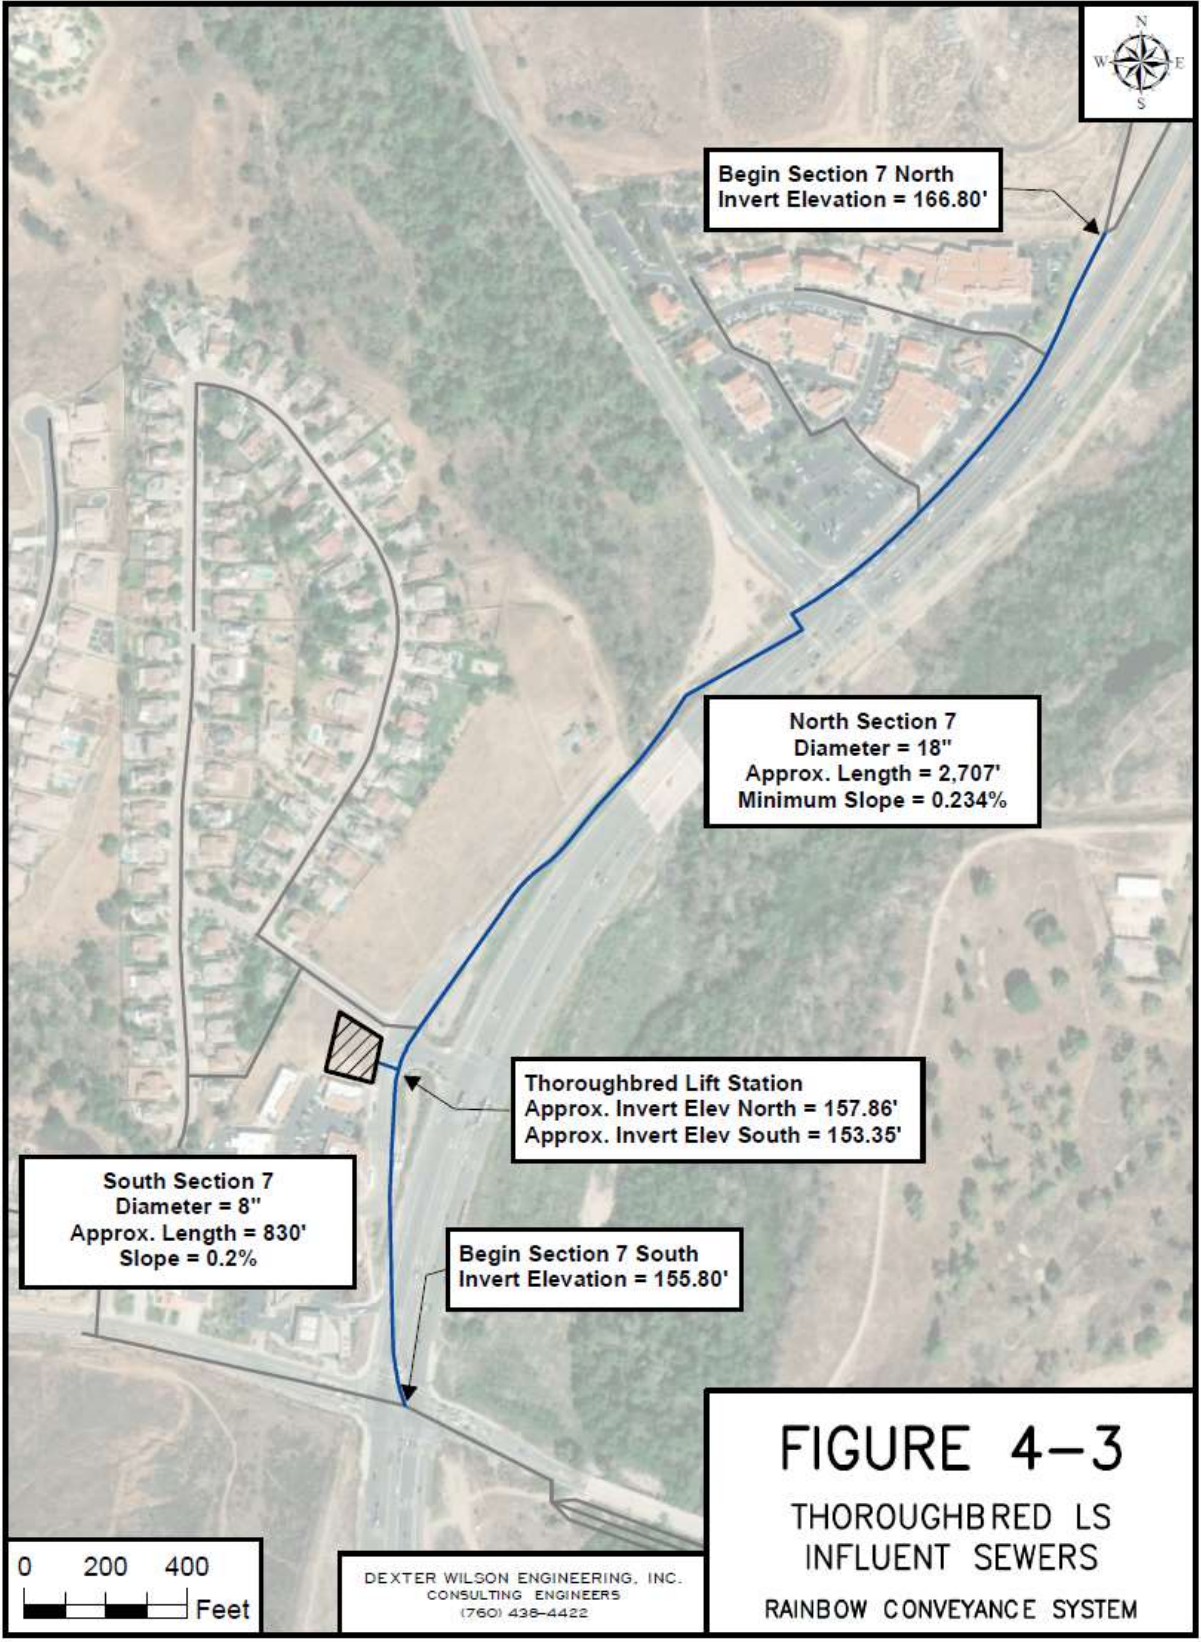 N
W E
S
Begin Section 7 North
Invert Elevation = 166.80'
North Section 7
Diameter = 18"
Approx. Length = 2,707'
Minimum Slope = 0.234%
Thoroughbred Lift Station
Approx. Invert Elev North = 157.86'
Approx. Invert Elev South = 153.35'
South Section 7
Diameter = 8"
Approx. Length = 830'
Slope = 0.2%
Begin Section 7 South
Invert Elevation = 155.80'
0 200 400
Feet
DEXTER WILSON ENGINEERING, INC.
CONSULTING ENGINEERS
(760) 438-4422
FIGURE 4-3
THOROUGHBRED LS
INFLUENT SEWERS
RAINBOW CONVEYANCE SYSTEM